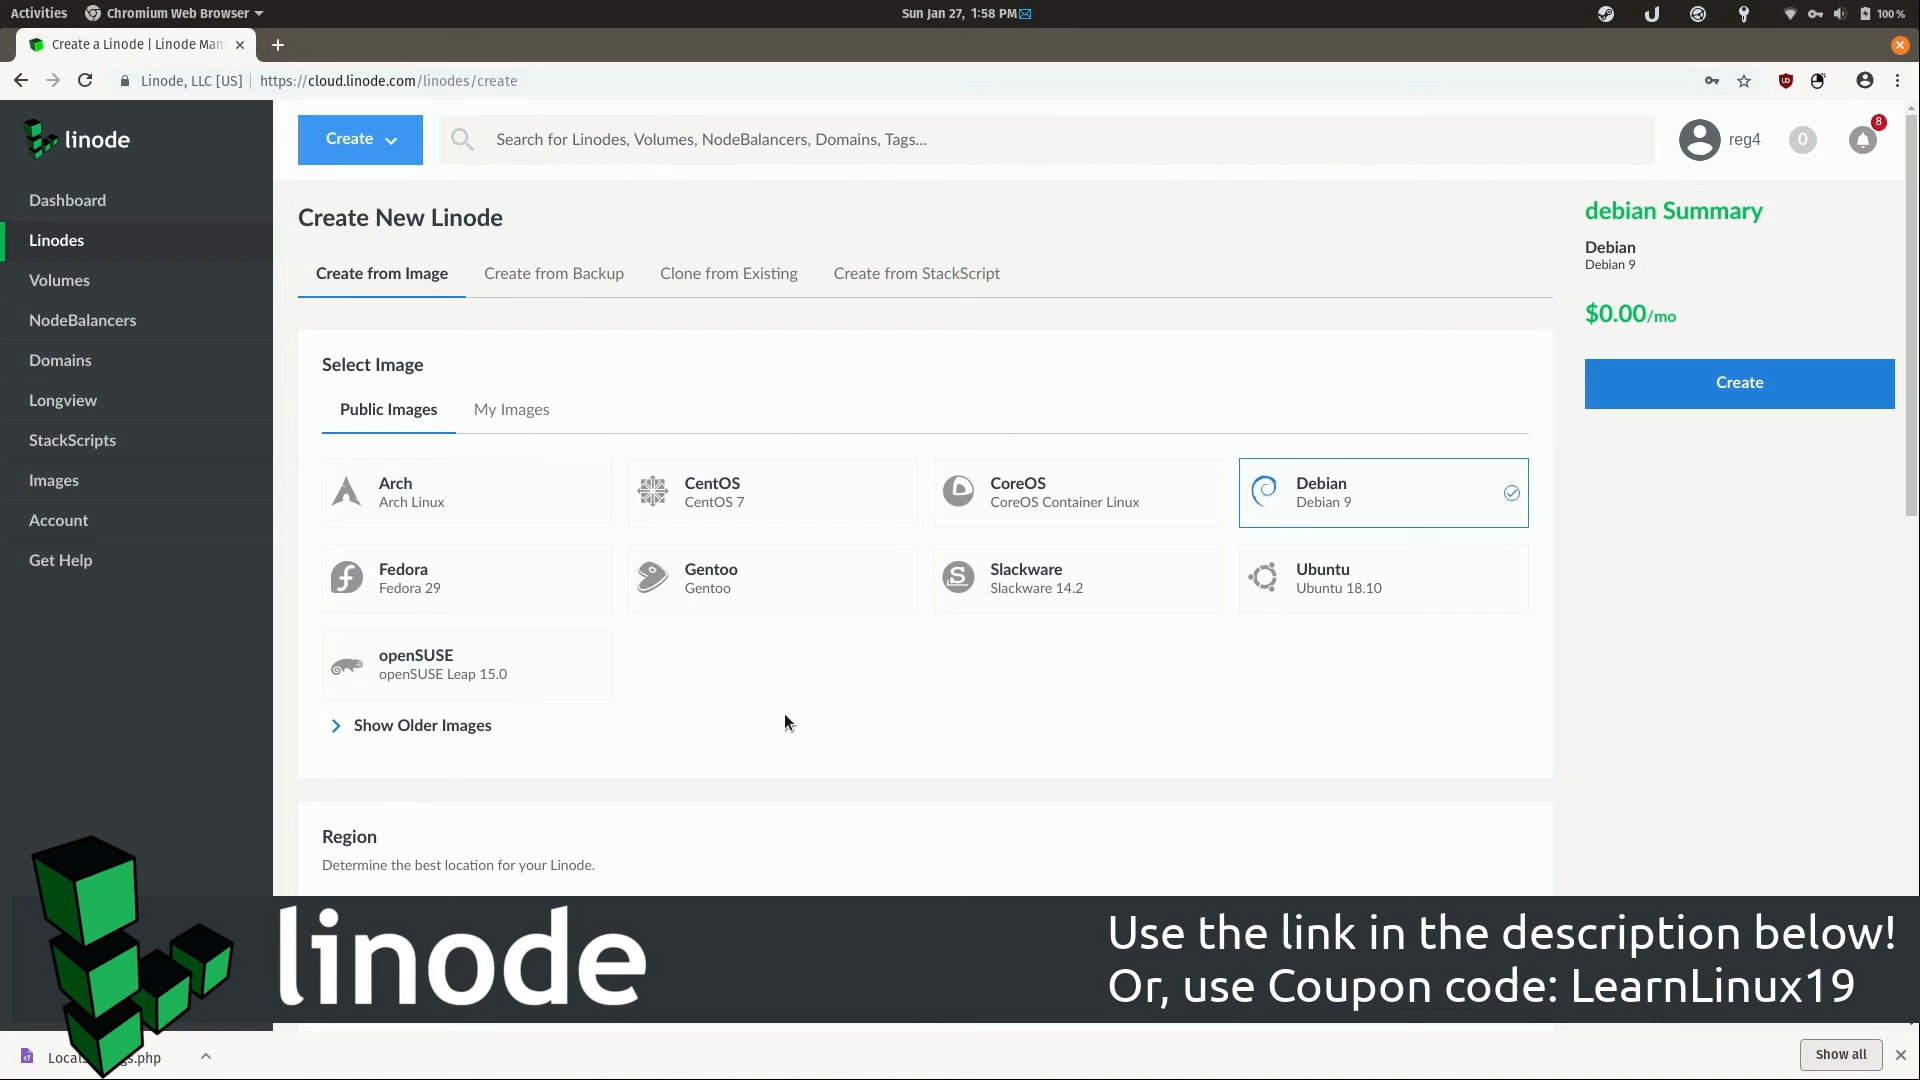 Activities
Chromium Web Browser
Sun Jan 27, 1:58 PM
100 %
Create a Linode | Linode Man
Linode, LLC [US]
https://cloud.linode.com/linodes/create
linode
Create
Search for Linodes, Volumes, NodeBalancers, Domains, Tags...
reg4
0
8
Dashboard
Linodes
Volumes
NodeBalancers
Domains
Longview
StackScripts
Images
Account
Get Help
Create New Linode
Create from Image
Create from Backup
Clone from Existing
Create from StackScript
Select Image
Public Images
My Images
Arch
Arch Linux
CentOS
CentOS 7
CoreOS
CoreOS Container Linux
Debian
Debian 9
Fedora
Fedora 29
Gentoo
Gentoo
Slackware
Slackware 14.2
Ubuntu
Ubuntu 18.10
openSUSE
openSUSE Leap 15.0
Show Older Images
Region
Determine the best location for your Linode.
debian Summary
Debian
Debian 9
$0.00/mo
Create
linode
Use the link in the description below!
Or, use Coupon code: LearnLinux19
Show all